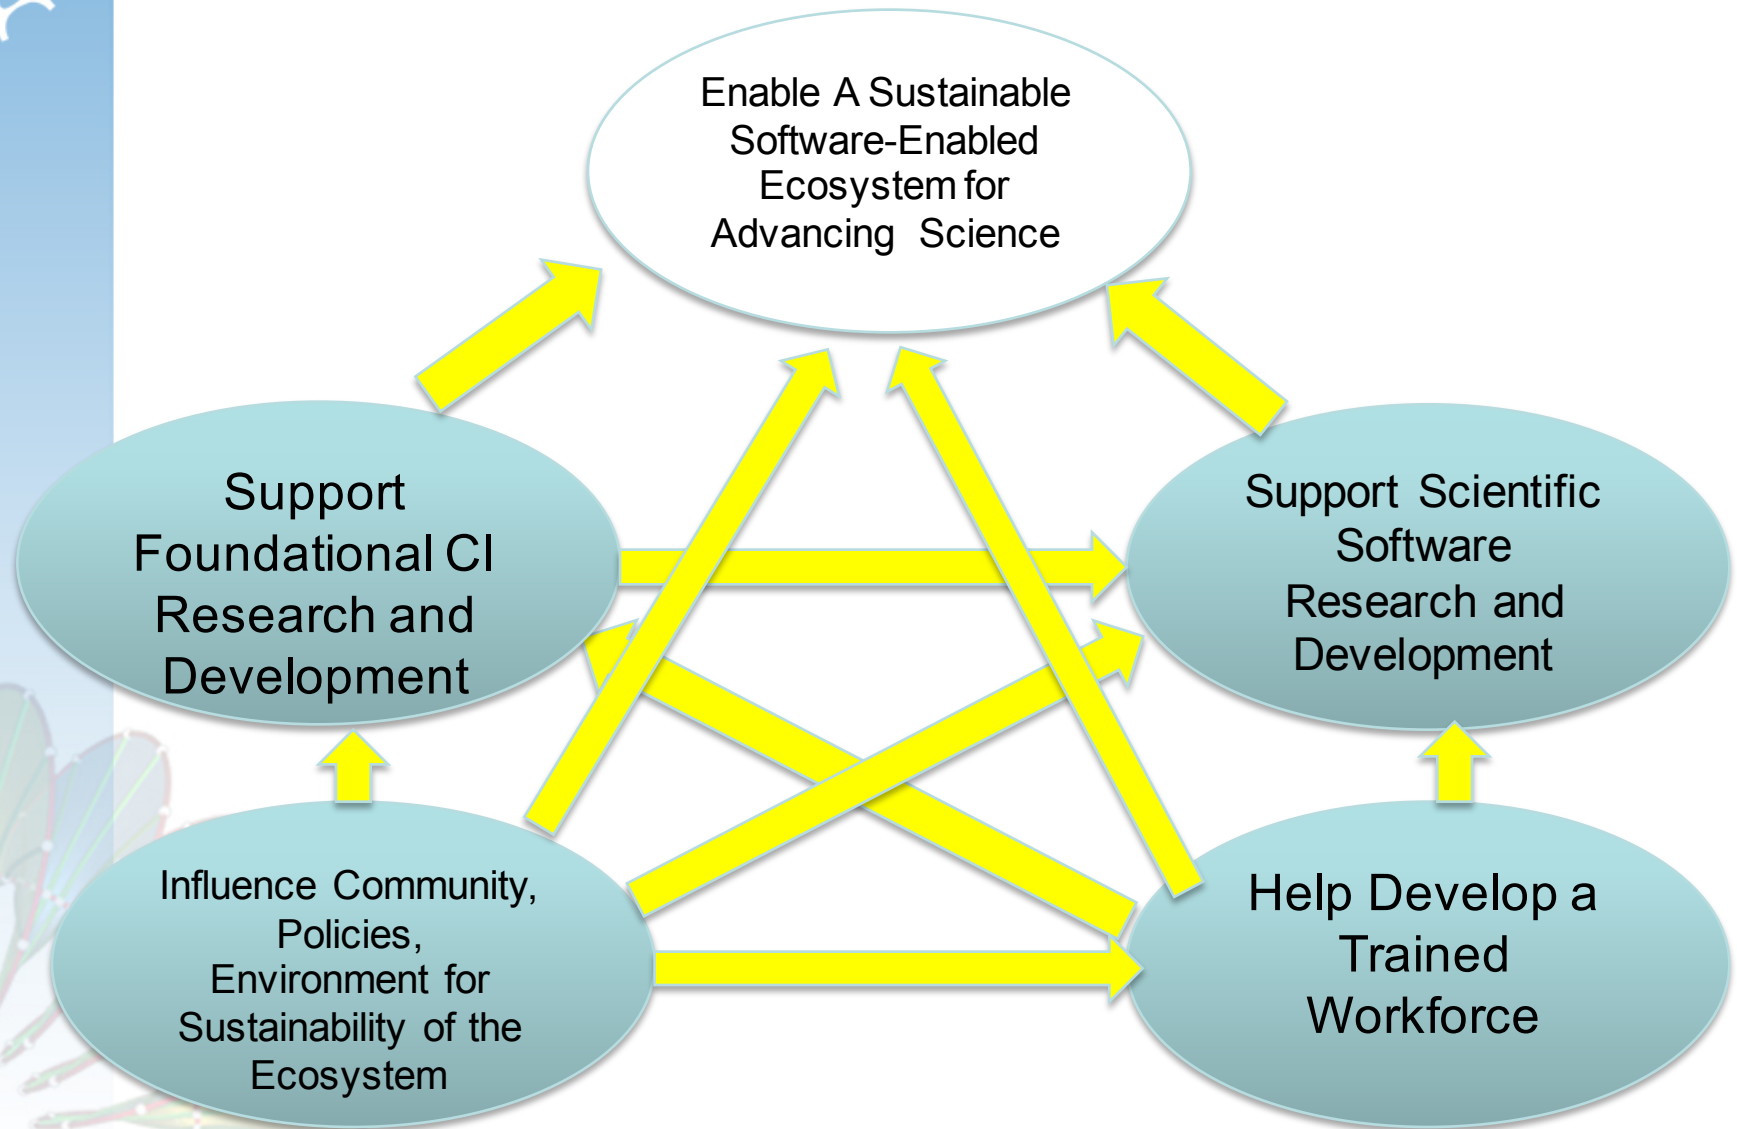 Enable A Sustainable
Software-Enabled
Ecosystem for
Advancing Science
Support
Foundational CI
Research and
Development
Support Scientific
Software
Research and
Development
Influence Community,
Policies,
Environment for
Sustainability of the
Ecosystem
Help Develop a
Trained
Workforce